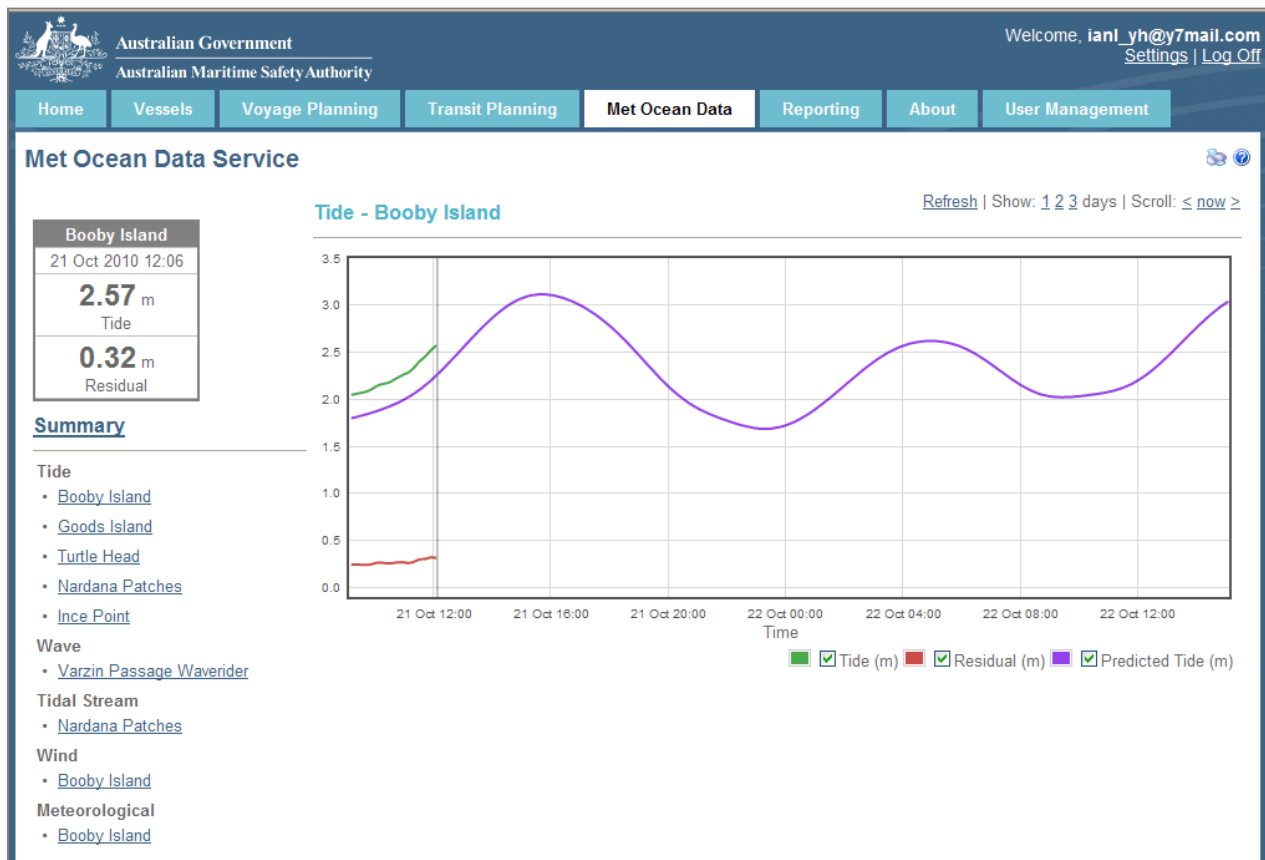 Australian Government
Australian Maritime Safety Authority
Welcome, ianl_yh@y7mail.com
Settings | Log Off
Home Vessels Voyage Planning Transit Planning Met Ocean Data Reporting About User Management
Met Ocean Data Service
Booby Island
21 Oct 2010 12:06
2.57 m
Tide
0.32 m
Residual
Summary
Tide
• Booby Island
• Goods Island
• Turtle Head
• Nardana Patches
• Ince Point
Wave
• Varzin Passage Waverider
Tidal Stream
• Nardana Patches
Wind
• Booby Island
Meteorological
• Booby Island
Tide - Booby Island
Refresh | Show: 1 2 3 days | Scroll: < now >
3.5
3.0
2.5
2.0
1.5
1.0
0.5
0.0
21 Oct 12:00 21 Oct 16:00 21 Oct 20:00 22 Oct 00:00 22 Oct 04:00 22 Oct 08:00 22 Oct 12:00
Time
Tide (m) Residual (m) Predicted Tide (m)